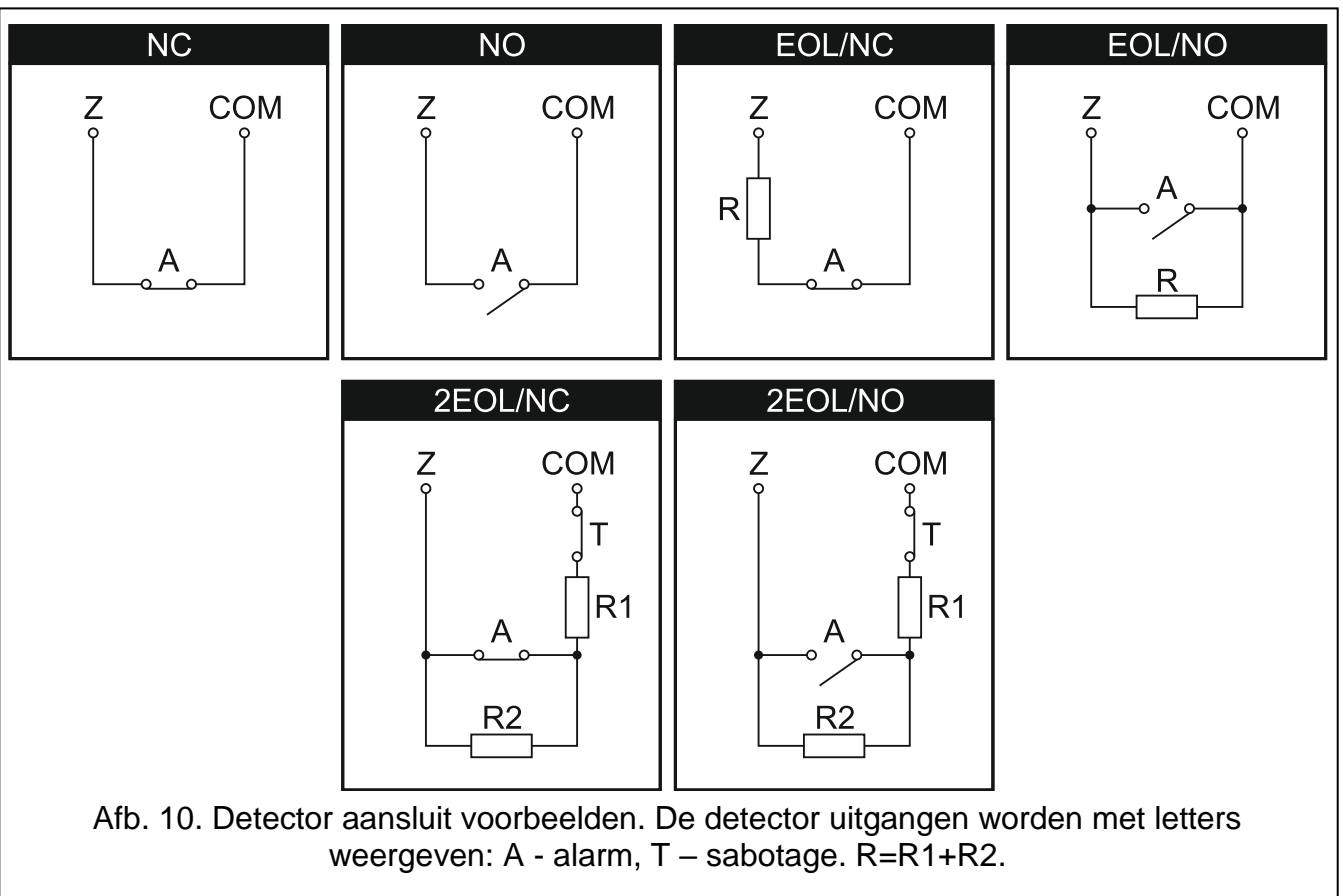 NC
Z COM
A
NO
Z COM
A
EOL/NC
Z COM
R
A
EOL/NO
Z COM
A
R
2EOL/NC
Z COM
T
R1
A
R2
2EOL/NO
Z COM
T
R1
A
R2
Afb. 10. Detector aansluit voorbeelden. De detector uitgangen worden met letters
weergeven: A - alarm, T – sabotage. R=R1+R2.